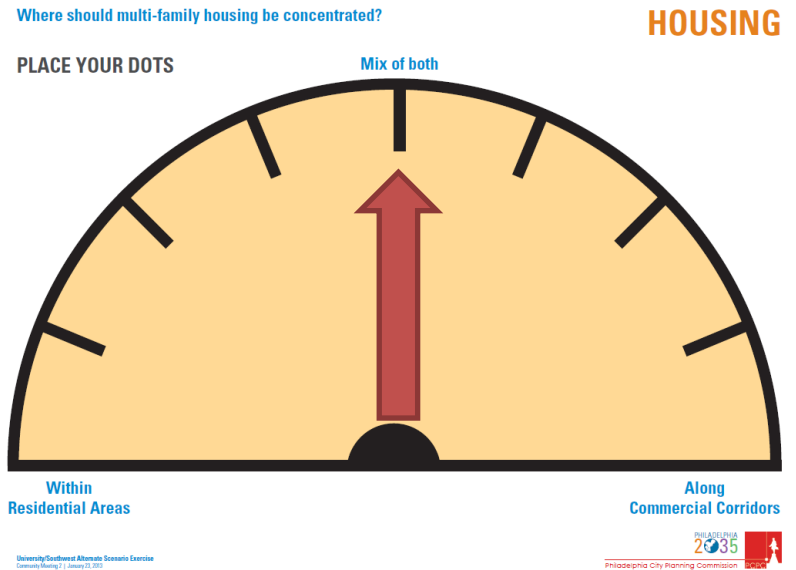 Where should multi-family housing be concentrated?
HOUSING
PLACE YOUR DOTS
Mix of both
Within
Residential Areas
Along
Commercial Corridors
University/Southwest Alternate Scenario Exercise
Community Meeting 2 | January 23, 2013
PHILADELPHIA
2035
Philadelphia City Planning Commission
PCPC